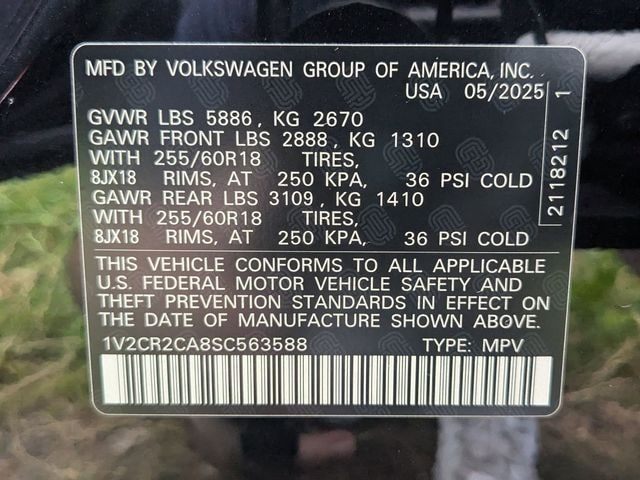 MFD BY VOLKSWAGEN GROUP OF AMERICA, INC.
USA 05/2025
GVWR LBS 5886, KG 2670
GAWR FRONT LBS 2888, KG 1310
WITH 255/60R18 TIRES,
8JX18 RIMS, AT 250 KPA, 36 PSI COLD
GAWR REAR LBS 3109, KG 1410
WITH 255/60R18 TIRES,
8JX18 RIMS, AT 250 KPA, 36 PSI COLD
2118212 1
THIS VEHICLE CONFORMS TO ALL APPLICABLE
U.S. FEDERAL MOTOR VEHICLE SAFETY AND
THEFT PREVENTION STANDARDS IN EFFECT ON
THE DATE OF MANUFACTURE SHOWN ABOVE.
1V2CR2CA8SC563588 TYPE: MPV